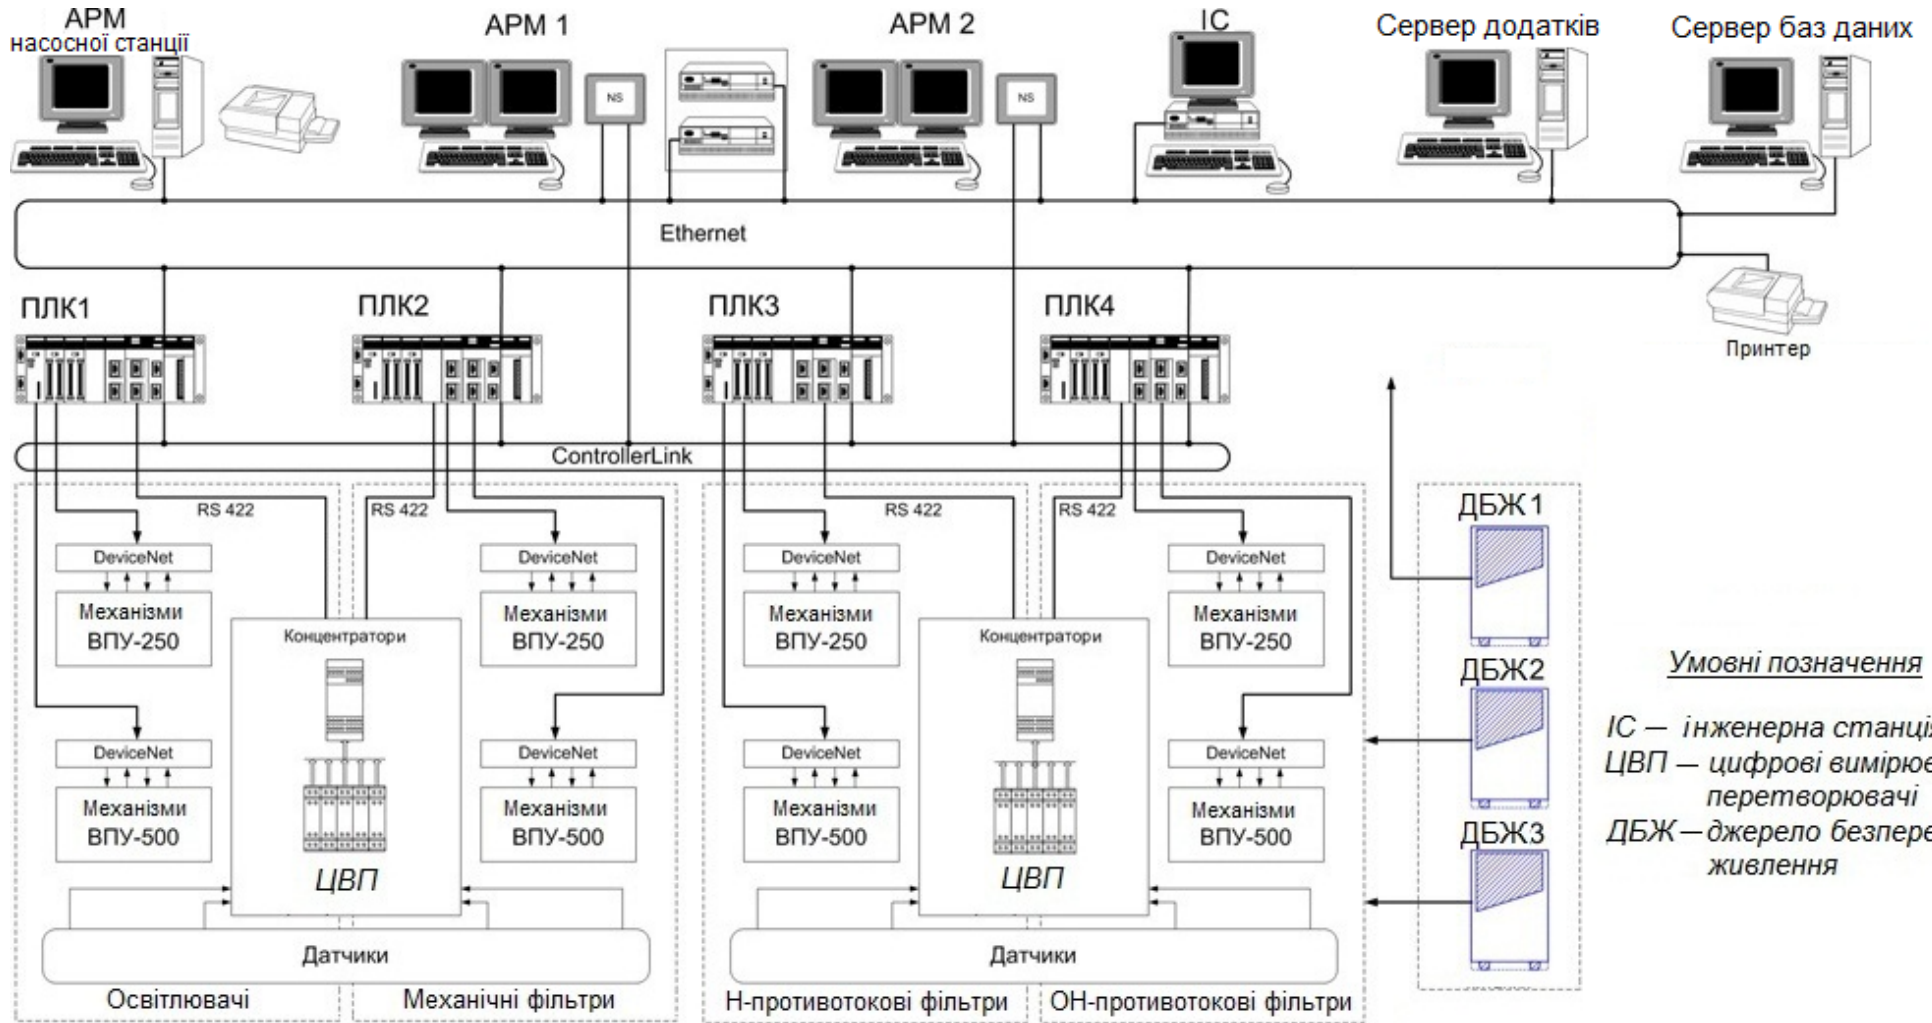 АРМ
насосної станції
АРМ 1
АРМ 2
ІС
Сервер додатків
Сервер баз даних
NS
NS
Ethernet
ПЛК1
ПЛК2
ПЛК3
ПЛК4
Принтер
ControllerLink
RS 422
RS 422
RS 422
RS 422
DeviceNet
DeviceNet
DeviceNet
DeviceNet
Механізми
ВПУ-250
Механізми
ВПУ-250
Механізми
ВПУ-250
Механізми
ВПУ-250
Концентратори
Концентратори
DeviceNet
DeviceNet
DeviceNet
DeviceNet
Механізми
ВПУ-500
Механізми
ВПУ-500
Механізми
ВПУ-500
Механізми
ВПУ-500
ЦВП
ЦВП
Датчики
Датчики
Освітлювачі
Механічні фільтри
Н-противотокові фільтри
ОН-противотокові фільтри
ДБЖ1
ДБЖ2
ДБЖ3
Умовні позначення
ІС — інженерна станція
ЦВП — цифрові вимірюв
перетворювачі
ДБЖ — джерело безпере
живлення